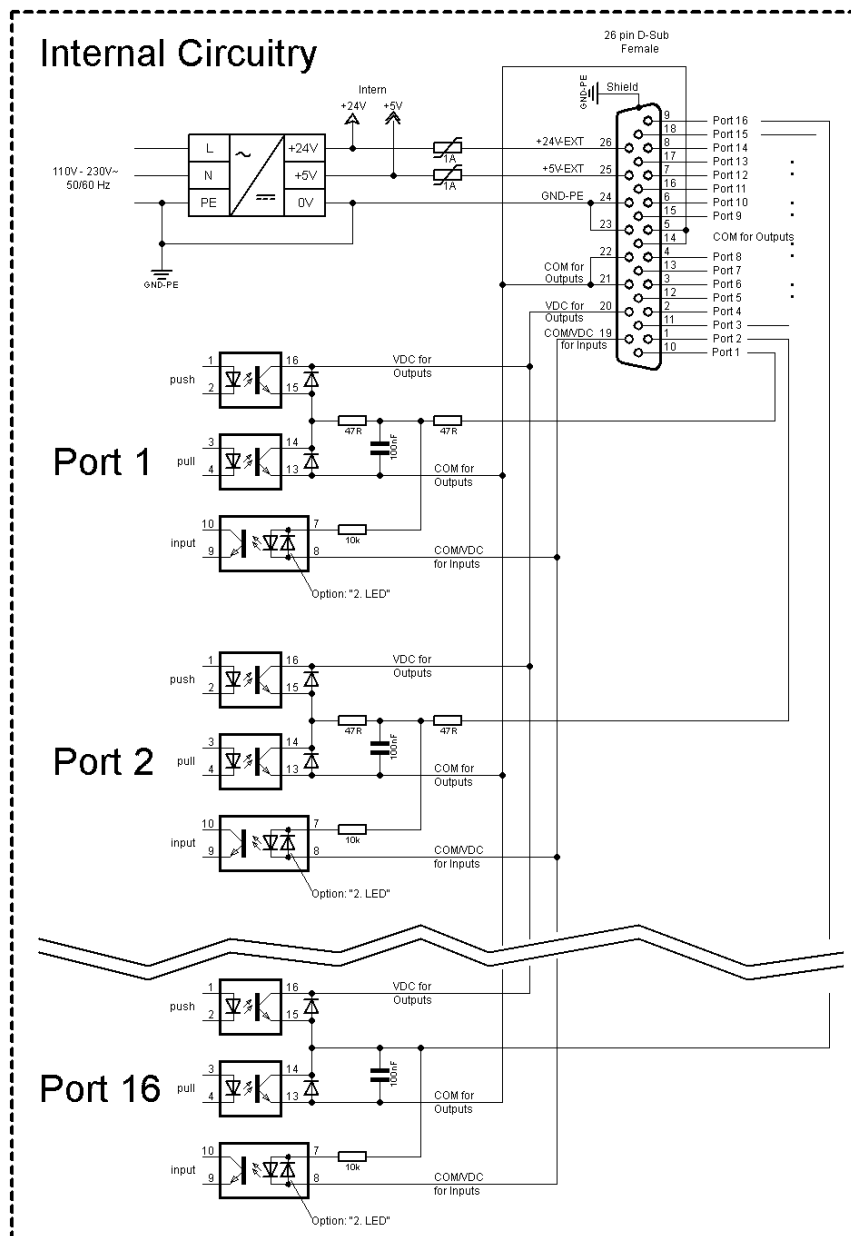 Internal Circuitry
26 pin D-Sub
Female
GND-PE
Shield
Intern
+24V
+5V
L
N
PE
~
+24V
+5V
0V
110V - 230V~
50/60 Hz
GND-PE
1A
1A
+24V-EXT
26
+5V-EXT
25
GND-PE
24
23
22
COM for
Outputs
21
VDC for
Outputs
20
COM/VDC
for Inputs
19
9
Port 16
18
Port 15
8
Port 14
17
Port 13
7
Port 12
16
Port 11
6
Port 10
15
Port 9
5
COM for Outputs
14
4
Port 8
13
Port 7
3
Port 6
12
Port 5
2
Port 4
11
Port 3
1
Port 2
10
Port 1
Port 1
push
1
2
16
15
VDC for
Outputs
47R
100nF
47R
pull
3
4
14
13
COM for
Outputs
input
10
9
7
8
10k
COM/VDC
for Inputs
Option: "2. LED"
Port 2
push
1
2
16
15
VDC for
Outputs
47R
100nF
47R
pull
3
4
14
13
COM for
Outputs
input
10
9
7
8
10k
COM/VDC
for Inputs
Option: "2. LED"
Port 16
push
1
2
16
15
VDC for
Outputs
100nF
pull
3
4
14
13
COM for
Outputs
input
10
9
7
8
10k
COM/VDC
for Inputs
Option: "2. LED"